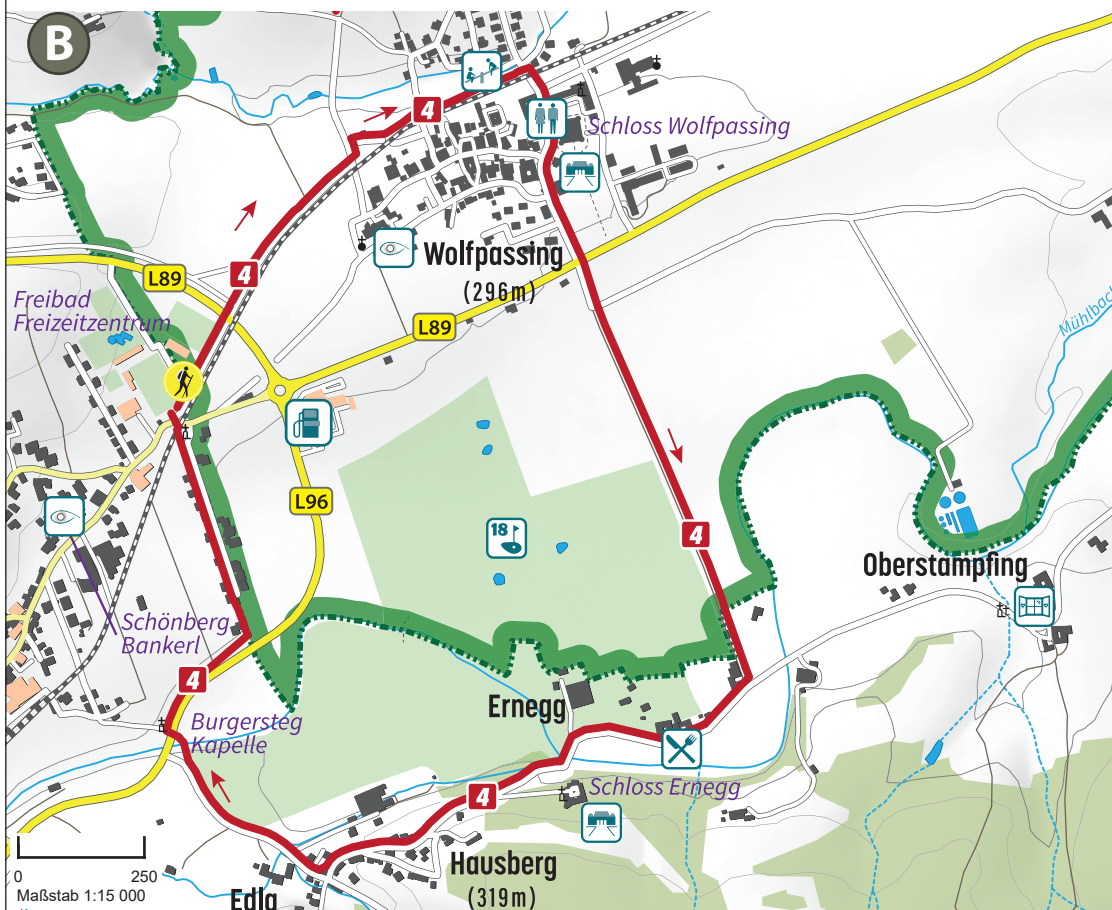 B
4
Schloss Wolfpassing
Wolfpassing
(296m)
4
L89
Freibad
Freizeitzentrum
L89
Mühlbach
L96
18
4
Oberstampfing
Schönberg
Bankerl
4
Ernegg
Burgersteg
Kapelle
Schloss Ernegg
4
Hausberg
(319m)
Edla
0 250
Maßstab 1:15 000